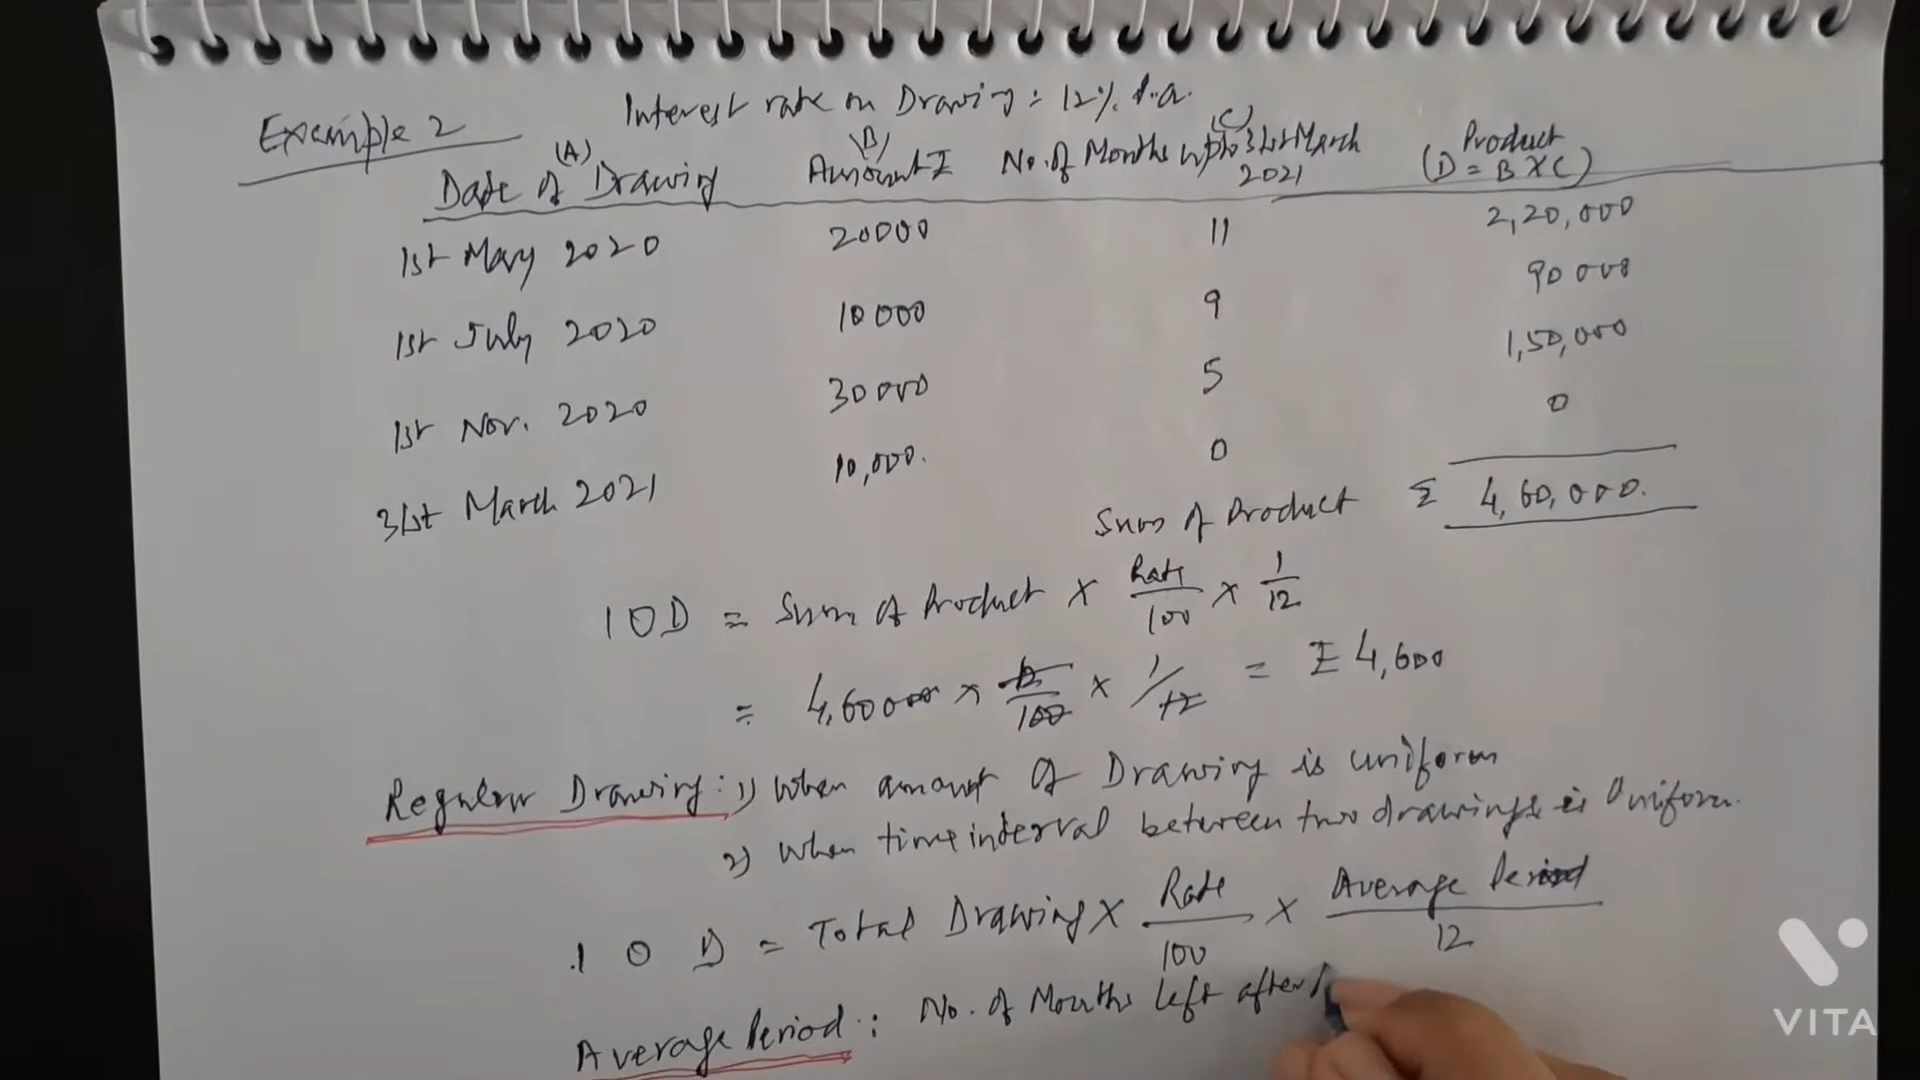 Example 2
Interest rate on Drawing = 12% P.a.
(A) (B) (C)
Date of Drawing Amount ₹ No. of Months upto 31st March 2021 Product (D = B X C)
1st May 2020 20000 11 2,20,000
1st July 2020 10000 9 90000
1st Nov. 2020 30000 5 1,50,000
31st March 2021 10,000. 0 0
Sum of Product ₹ 4,60,000.
IOD = Sum of Product × Rate/100 × 1/12
= 4,60000 × 12/100 × 1/12 = ₹ 4,600
Regular Drawing: 1) When amount of Drawing is uniform
2) When time interval between two drawings is Uniform.
I O D = Total Drawing × Rate/100 × Average Period/12
Average Period : No. of Months left after
VITA